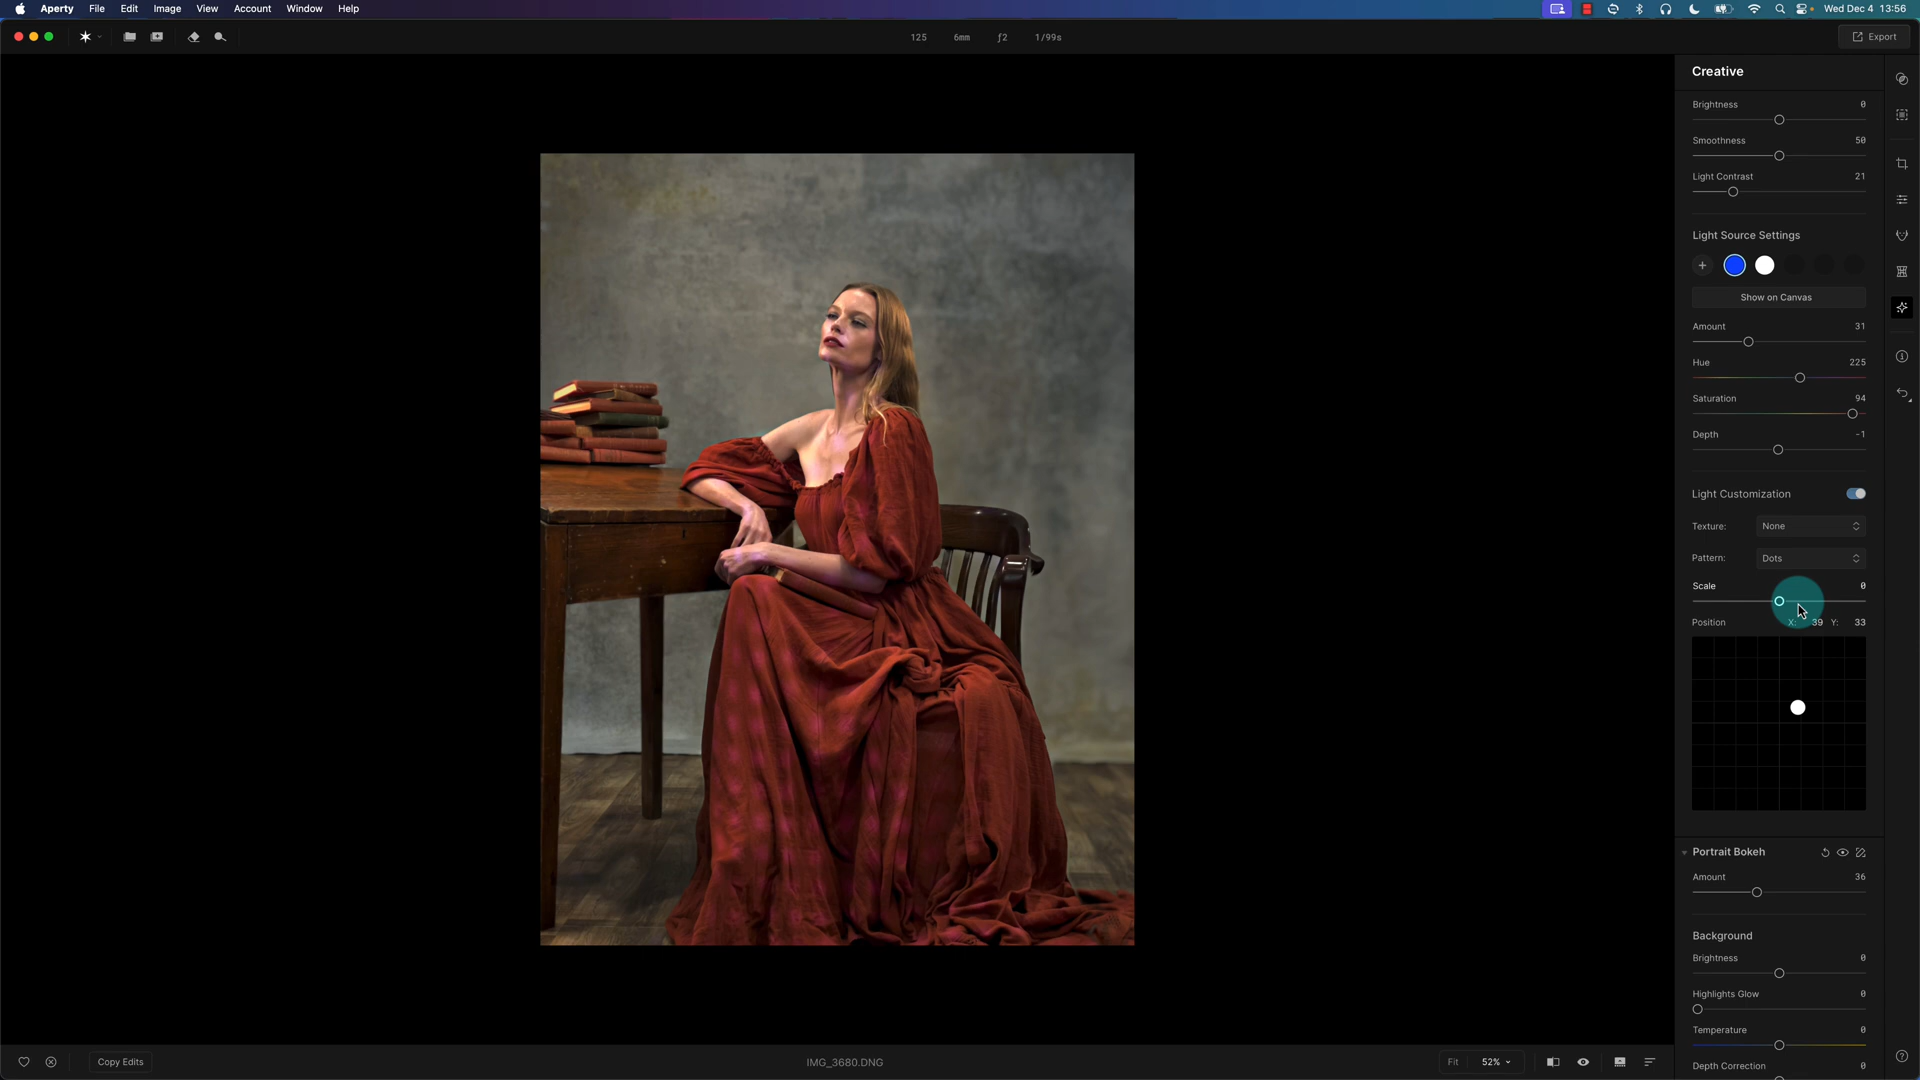 Aperty File Edit Image View Account Window Help Wed Dec 4 13:56
125 6mm ƒ2 1/99s Export
Creative
Brightness 0
Smoothness 50
Light Contrast 21
Light Source Settings
+
Show on Canvas
Amount 31
Hue 225
Saturation 94
Depth -1
Light Customization
Texture: None
Pattern: Dots
Scale 0
Position X: 39 Y: 33
Portrait Bokeh
Amount 36
Background
Brightness 0
Highlights Glow 0
Temperature 0
Depth Correction 0
Copy Edits IMG_3680.DNG Fit 52%